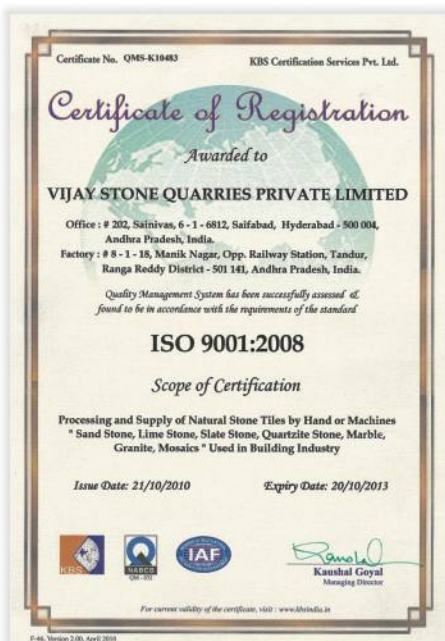 Certificate No. QMS-K10483 KBS Certification Services Pvt. Ltd.
Certificate of Registration
Awarded to
VIJAY STONE QUARRIES PRIVATE LIMITED
Office : # 202, Sainivas, 6 - 1 - 6812, Saifabad, Hyderabad - 500 004,
Andhra Pradesh, India.
Factory : # 8 - 1 - 18, Manik Nagar, Opp. Railway Station, Tandur,
Ranga Reddy District - 501 141, Andhra Pradesh, India.
Quality Management System has been successfully assessed &
found to be in accordance with the requirements of the standard
ISO 9001:2008
Scope of Certification
Processing and Supply of Natural Stone Tiles by Hand or Machines
" Sand Stone, Lime Stone, Slate Stone, Quartzite Stone, Marble,
Granite, Mosaics " Used in Building Industry
Issue Date: 21/10/2010 Expiry Date: 20/10/2013
KBS NABCB IAF
QM - 002
Kaushal Goyal
Managing Director
For current validity of the certificate, visit : www.kbsindia.in
F-46, Version 2.00, April 2010